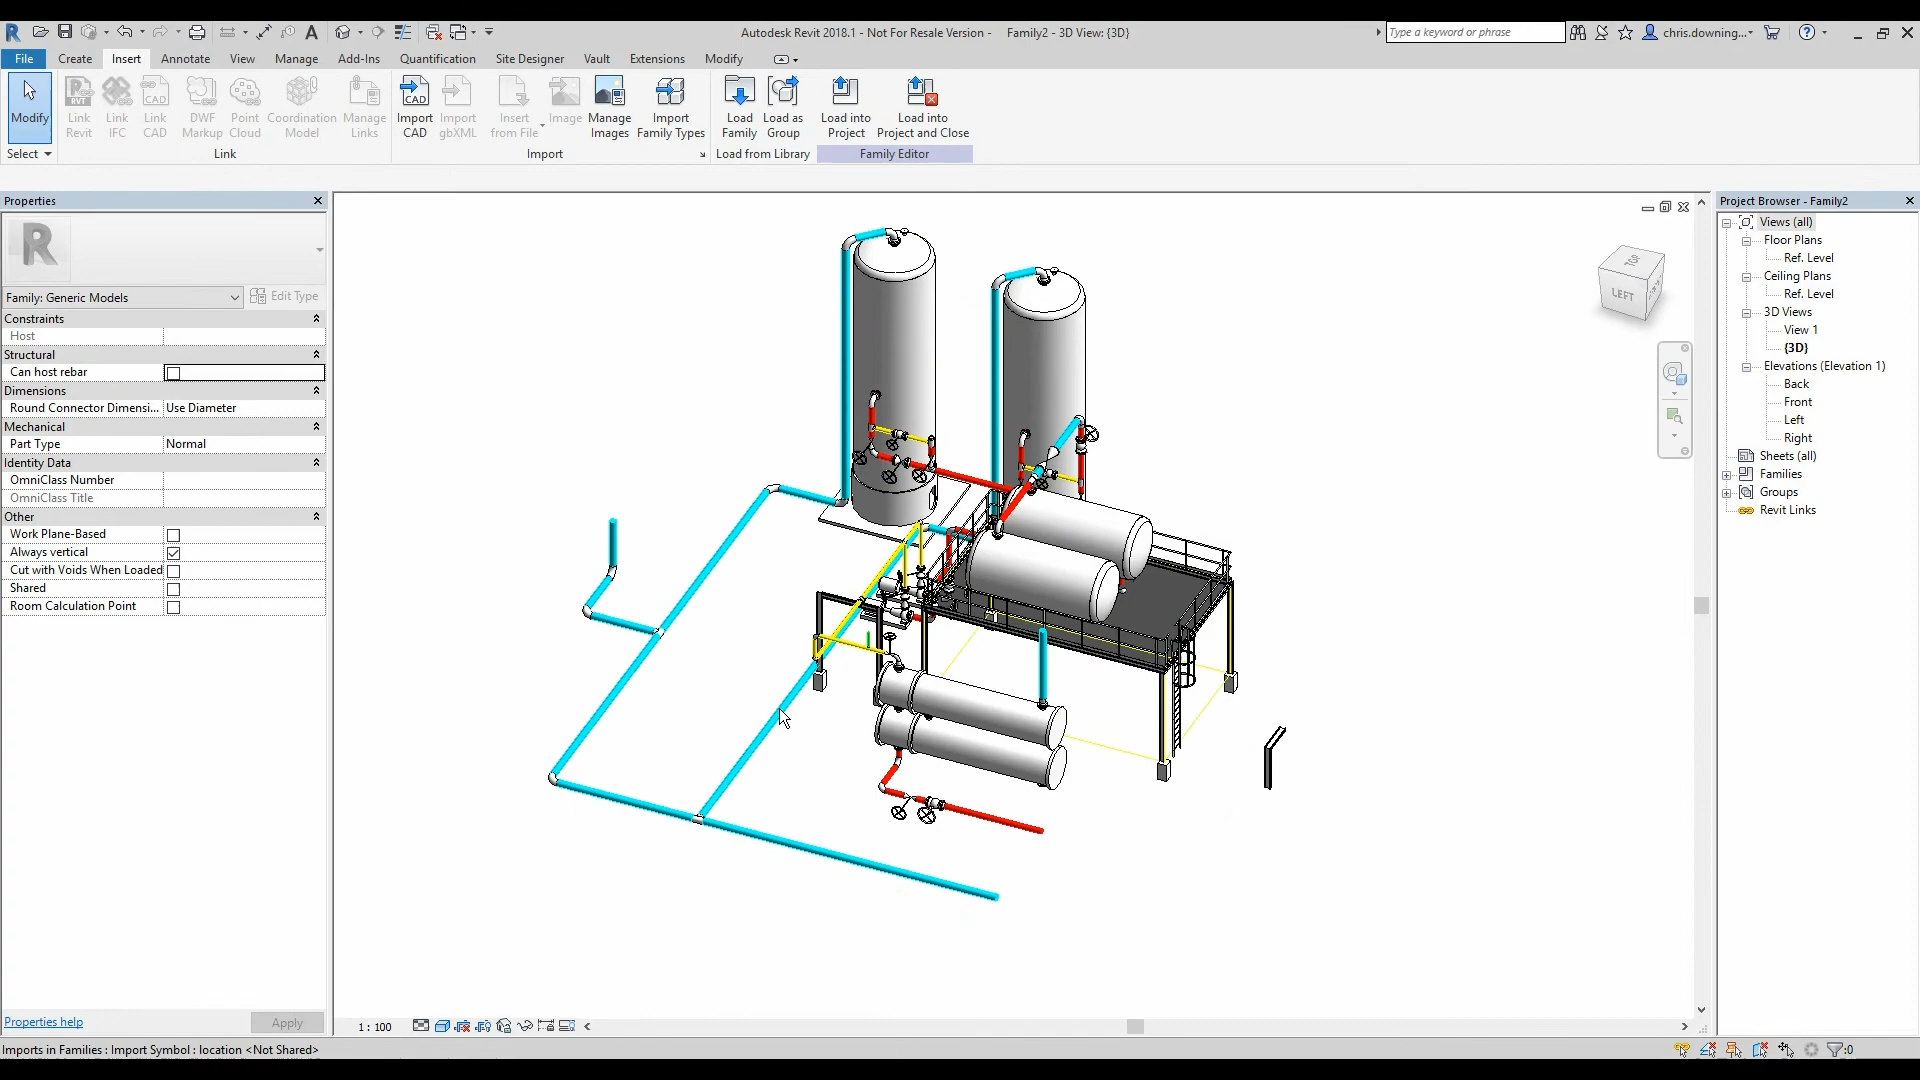 Autodesk Revit 2018.1 - Not For Resale Version - Family2 - 3D View: {3D}
Type a keyword or phrase
chris.downing...
File Create Insert Annotate View Manage Add-Ins Quantification Site Designer Vault Extensions Modify
Modify
Link Revit
Link IFC
Link CAD
DWF Markup
Point Cloud
Coordination Model
Manage Links
Import CAD
Import gbXML
Insert from File
Image
Manage Images
Import Family Types
Load Family
Load as Group
Load into Project
Load into Project and Close
Select Link Import Load from Library Family Editor
Properties
Family: Generic Models
Edit Type
Constraints
Host
Structural
Can host rebar
Dimensions
Round Connector Dimensi... Use Diameter
Mechanical
Part Type Normal
Identity Data
OmniClass Number
OmniClass Title
Other
Work Plane-Based
Always vertical
Cut with Voids When Loaded
Shared
Room Calculation Point
Properties help
Apply
TOP
LEFT
1 : 100
Project Browser - Family2
Views (all)
Floor Plans
Ref. Level
Ceiling Plans
Ref. Level
3D Views
View 1
{3D}
Elevations (Elevation 1)
Back
Front
Left
Right
Sheets (all)
Families
Groups
Revit Links
Imports in Families : Import Symbol : location <Not Shared>
:0